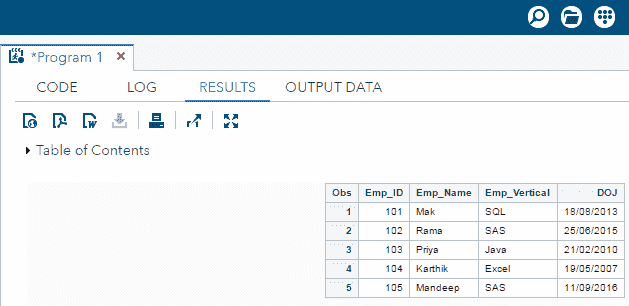 *Program 1
CODE LOG RESULTS OUTPUT DATA
Table of Contents
Obs Emp_ID Emp_Name Emp_Vertical DOJ
1 101 Mak SQL 18/08/2013
2 102 Rama SAS 25/06/2015
3 103 Priya Java 21/02/2010
4 104 Karthik Excel 19/05/2007
5 105 Mandeep SAS 11/09/2016